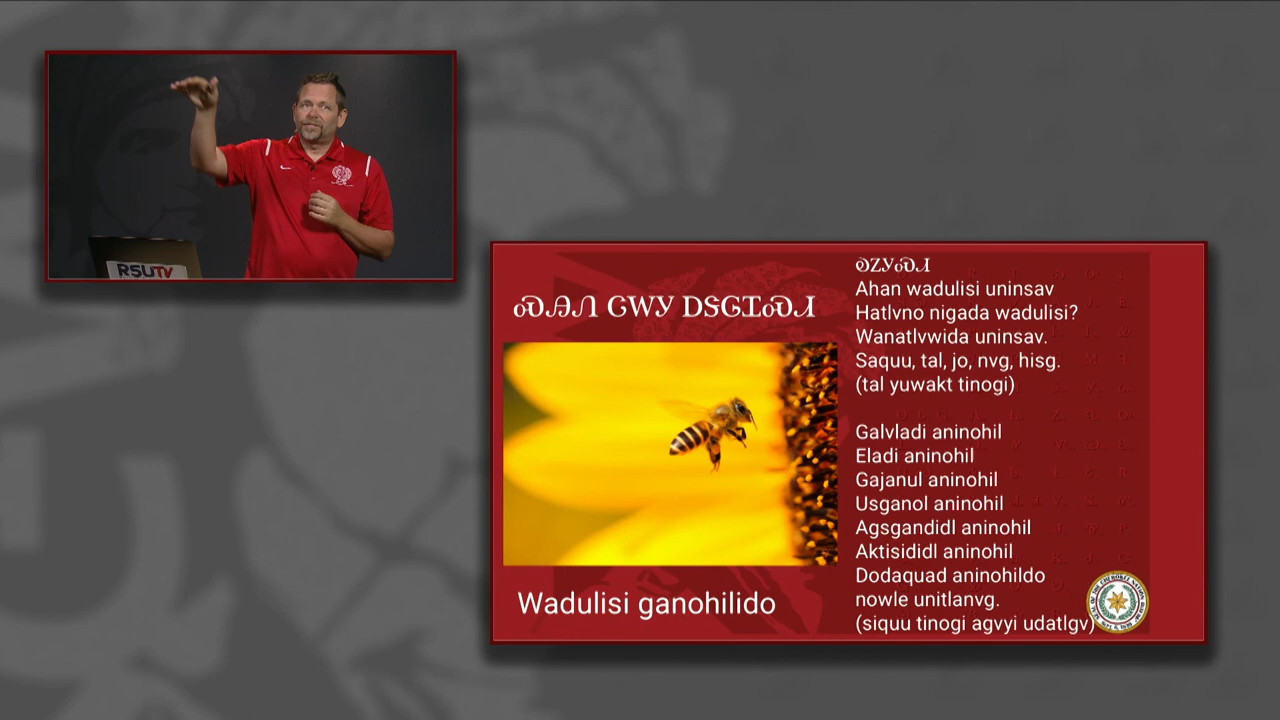 RSUTV
ᏍᎯᏁ ᏣᎳᎩ ᎠᏕᎶᏆᏍᏗ
Wadulisi ganohilido
ᎧᏃᎩᏍᏗ
Ahan wadulisi uninsav
Hatlvno nigada wadulisi?
Wanatlvwida uninsav.
Saquu, tal, jo, nvg, hisg.
(tal yuwakt tinogi)
Galvladi aninohil
Eladi aninohil
Gajanul aninohil
Usganol aninohil
Agsgandidl aninohil
Aktisididl aninohil
Dodaquad aninohildo
nowle unitlanvg.
(siquu tinogi agvyi udatlgv)